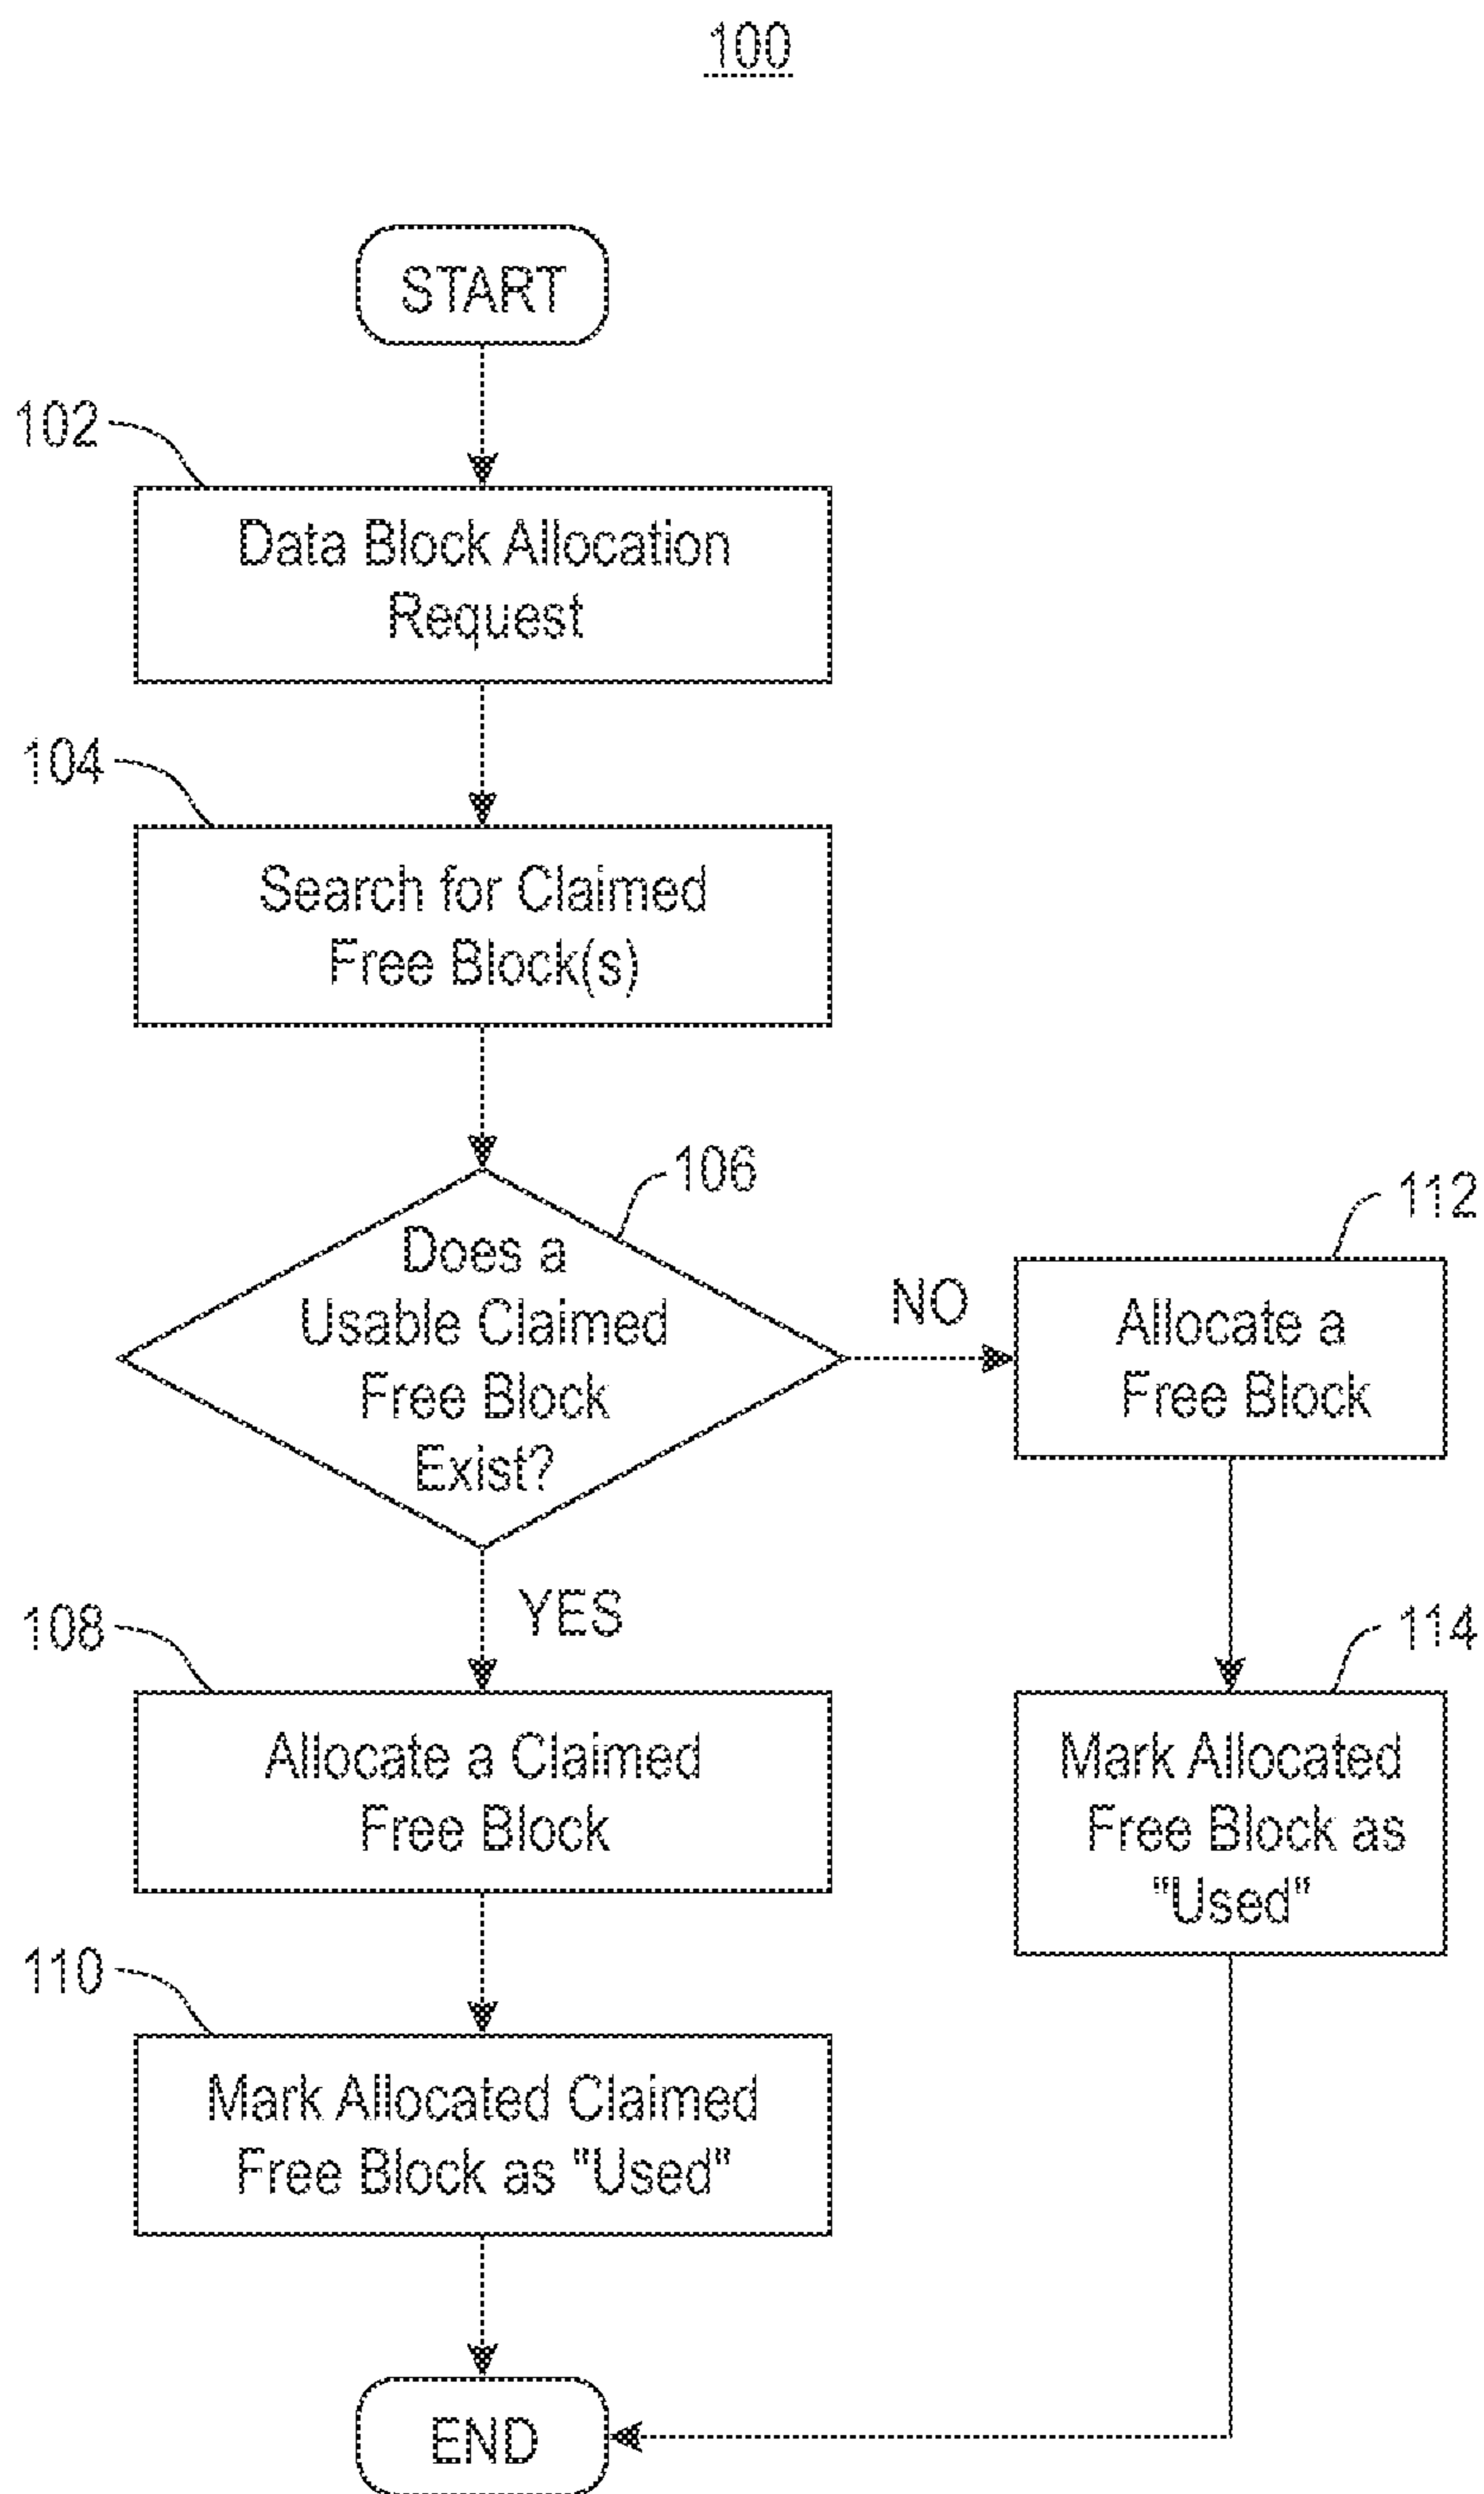 100
START
102
Data Block Allocation
Request
104
Search for Claimed
Free Block(s)
106
Does a
Usable Claimed
Free Block
Exist?
NO
112
Allocate a
Free Block
YES
108
Allocate a Claimed
Free Block
114
Mark Allocated
Free Block as
"Used"
110
Mark Allocated Claimed
Free Block as "Used"
END